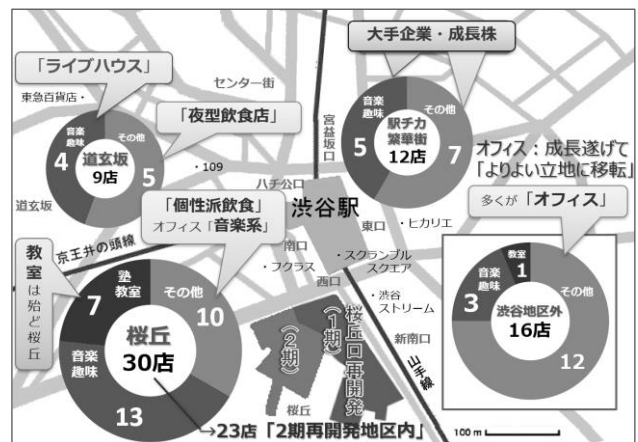 「ライブハウス」
東急百貨店・
センター街
大手企業・成長株
「夜型飲食店」
音楽
趣味
4
道玄坂
9店
その他
5
・109
道玄坂
宮益坂口
音楽
趣味
5
駅チカ
繁華街
12店
その他
7
オフィス：成長遂げて
「よりよい立地に移転」
多くが「オフィス」
ハチ公口
渋谷駅
東口
・ヒカリエ
「個性派飲食」
オフィス「音楽系」
京王井の頭線
南口
・フクラス
西口
・スクランブル
スクエア
・渋谷
ストリーム
新南口
山手線
教室は殆ど桜丘
塾
教室
7
その他
10
桜丘
30店
音楽
趣味
13
桜丘口再開発
（1期）
（2期）
桜丘
→23店「2期再開発地区内」
教室
1
音楽
趣味
3
渋谷地区外
16店
その他
12
100 m